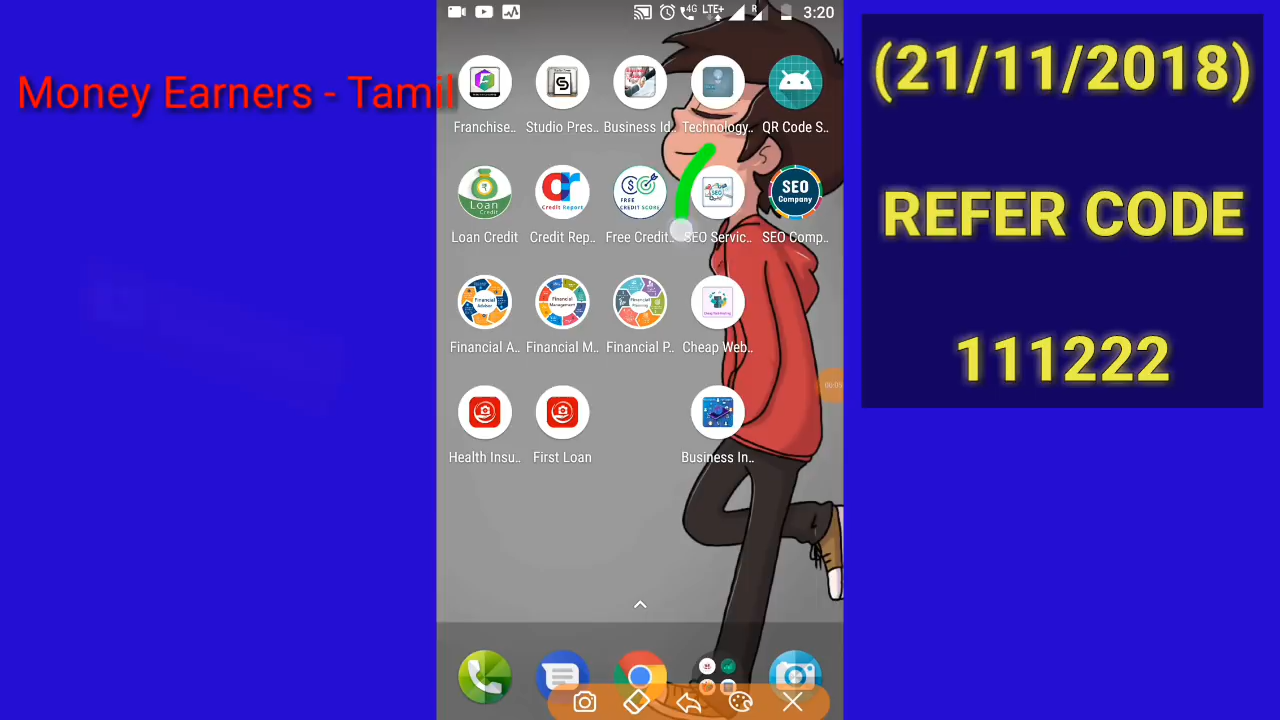 Money Earners - Tamil
4G LTE+ R 3:20
Franchise.. Studio Pres.. Business Id.. Technology.. QR Code S..
Loan Credit Credit Rep.. Free Credit.. SEO Servic.. SEO Comp..
Financial A.. Financial M.. Financial P.. Cheap Web..
Health Insu.. First Loan Business In..
(21/11/2018)
REFER CODE
111222